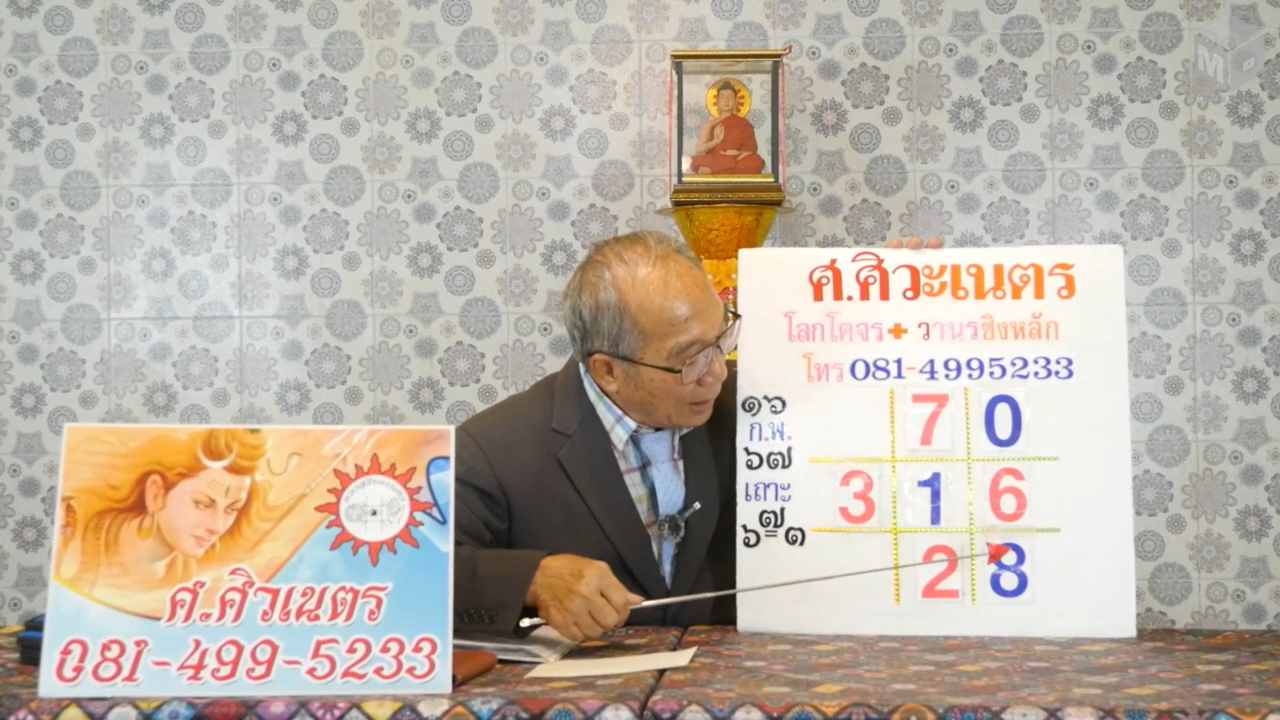 ศ.ศิวะเนตร
โลกโคจร+วานรชิงหลัก
โทร 081-4995233
๑๖
ก.พ.
๖๗
เถาะ
๗
๖=๑
7 0
3 1 6
2 8
ศ.ศิวเนตร
081-499-5233
M